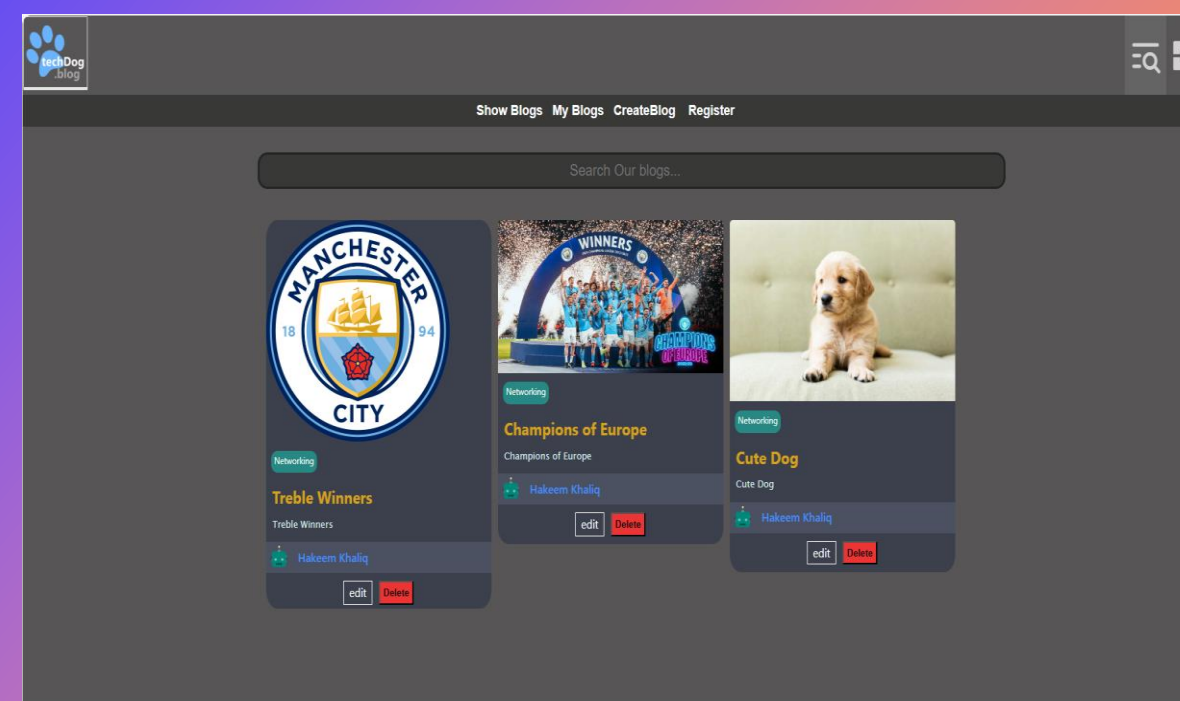 techDog
.blog
Show Blogs My Blogs CreateBlog Register
Search Our blogs...
MANCHESTER
18 94
CITY
Networking
Treble Winners
Treble Winners
Hakeem Khaliq
edit Delete
WINNERS
CHAMPIONS
OF EUROPE
Networking
Champions of Europe
Champions of Europe
Hakeem Khaliq
edit Delete
Networking
Cute Dog
Cute Dog
Hakeem Khaliq
edit Delete